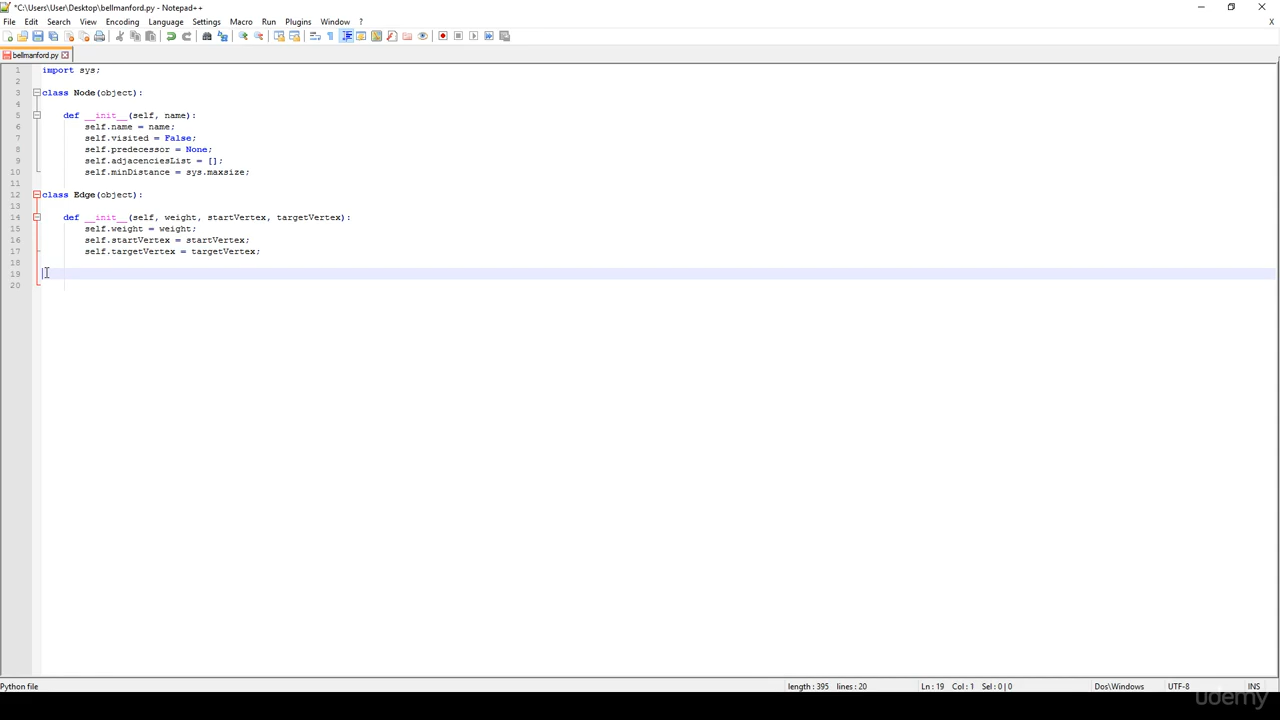 *C:\Users\User\Desktop\bellmanford.py - Notepad++
File Edit Search View Encoding Language Settings Macro Run Plugins Window ? X
bellmanford.py
1 import sys;
2
3 class Node(object):
4
5 def __init__(self, name):
6 self.name = name;
7 self.visited = False;
8 self.predecessor = None;
9 self.adjacenciesList = [];
10 self.minDistance = sys.maxsize;
11
12 class Edge(object):
13
14 def __init__(self, weight, startVertex, targetVertex):
15 self.weight = weight;
16 self.startVertex = startVertex;
17 self.targetVertex = targetVertex;
18
19
20
Python file length : 395 lines : 20 Ln : 19 Col : 1 Sel : 0 | 0 Dos\Windows UTF-8 INS
udemy